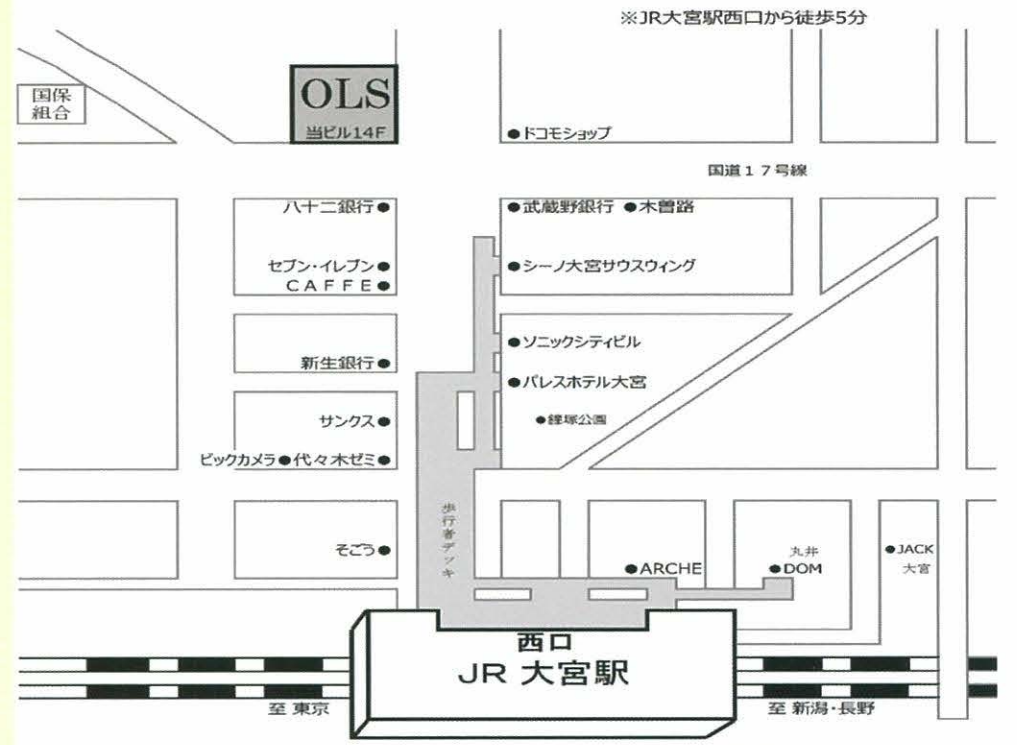 ※JR大宮駅西口から徒歩5分
国保
組合
OLS
当ビル14F
●ドコモショップ
国道17号線
八十二銀行●
●武蔵野銀行 ●木曽路
セブン・イレブン●
●シーノ大宮サウスウィング
CAFFE●
●ソニックシティビル
新生銀行●
●パレスホテル大宮
サンクス●
●鐘塚公園
ビックカメラ●代々木ゼミ●
歩行者デッキ
そごう●
●ARCHE
丸井
●DOM
●JACK
大宮
西口
JR 大宮駅
至 東京
至 新潟・長野